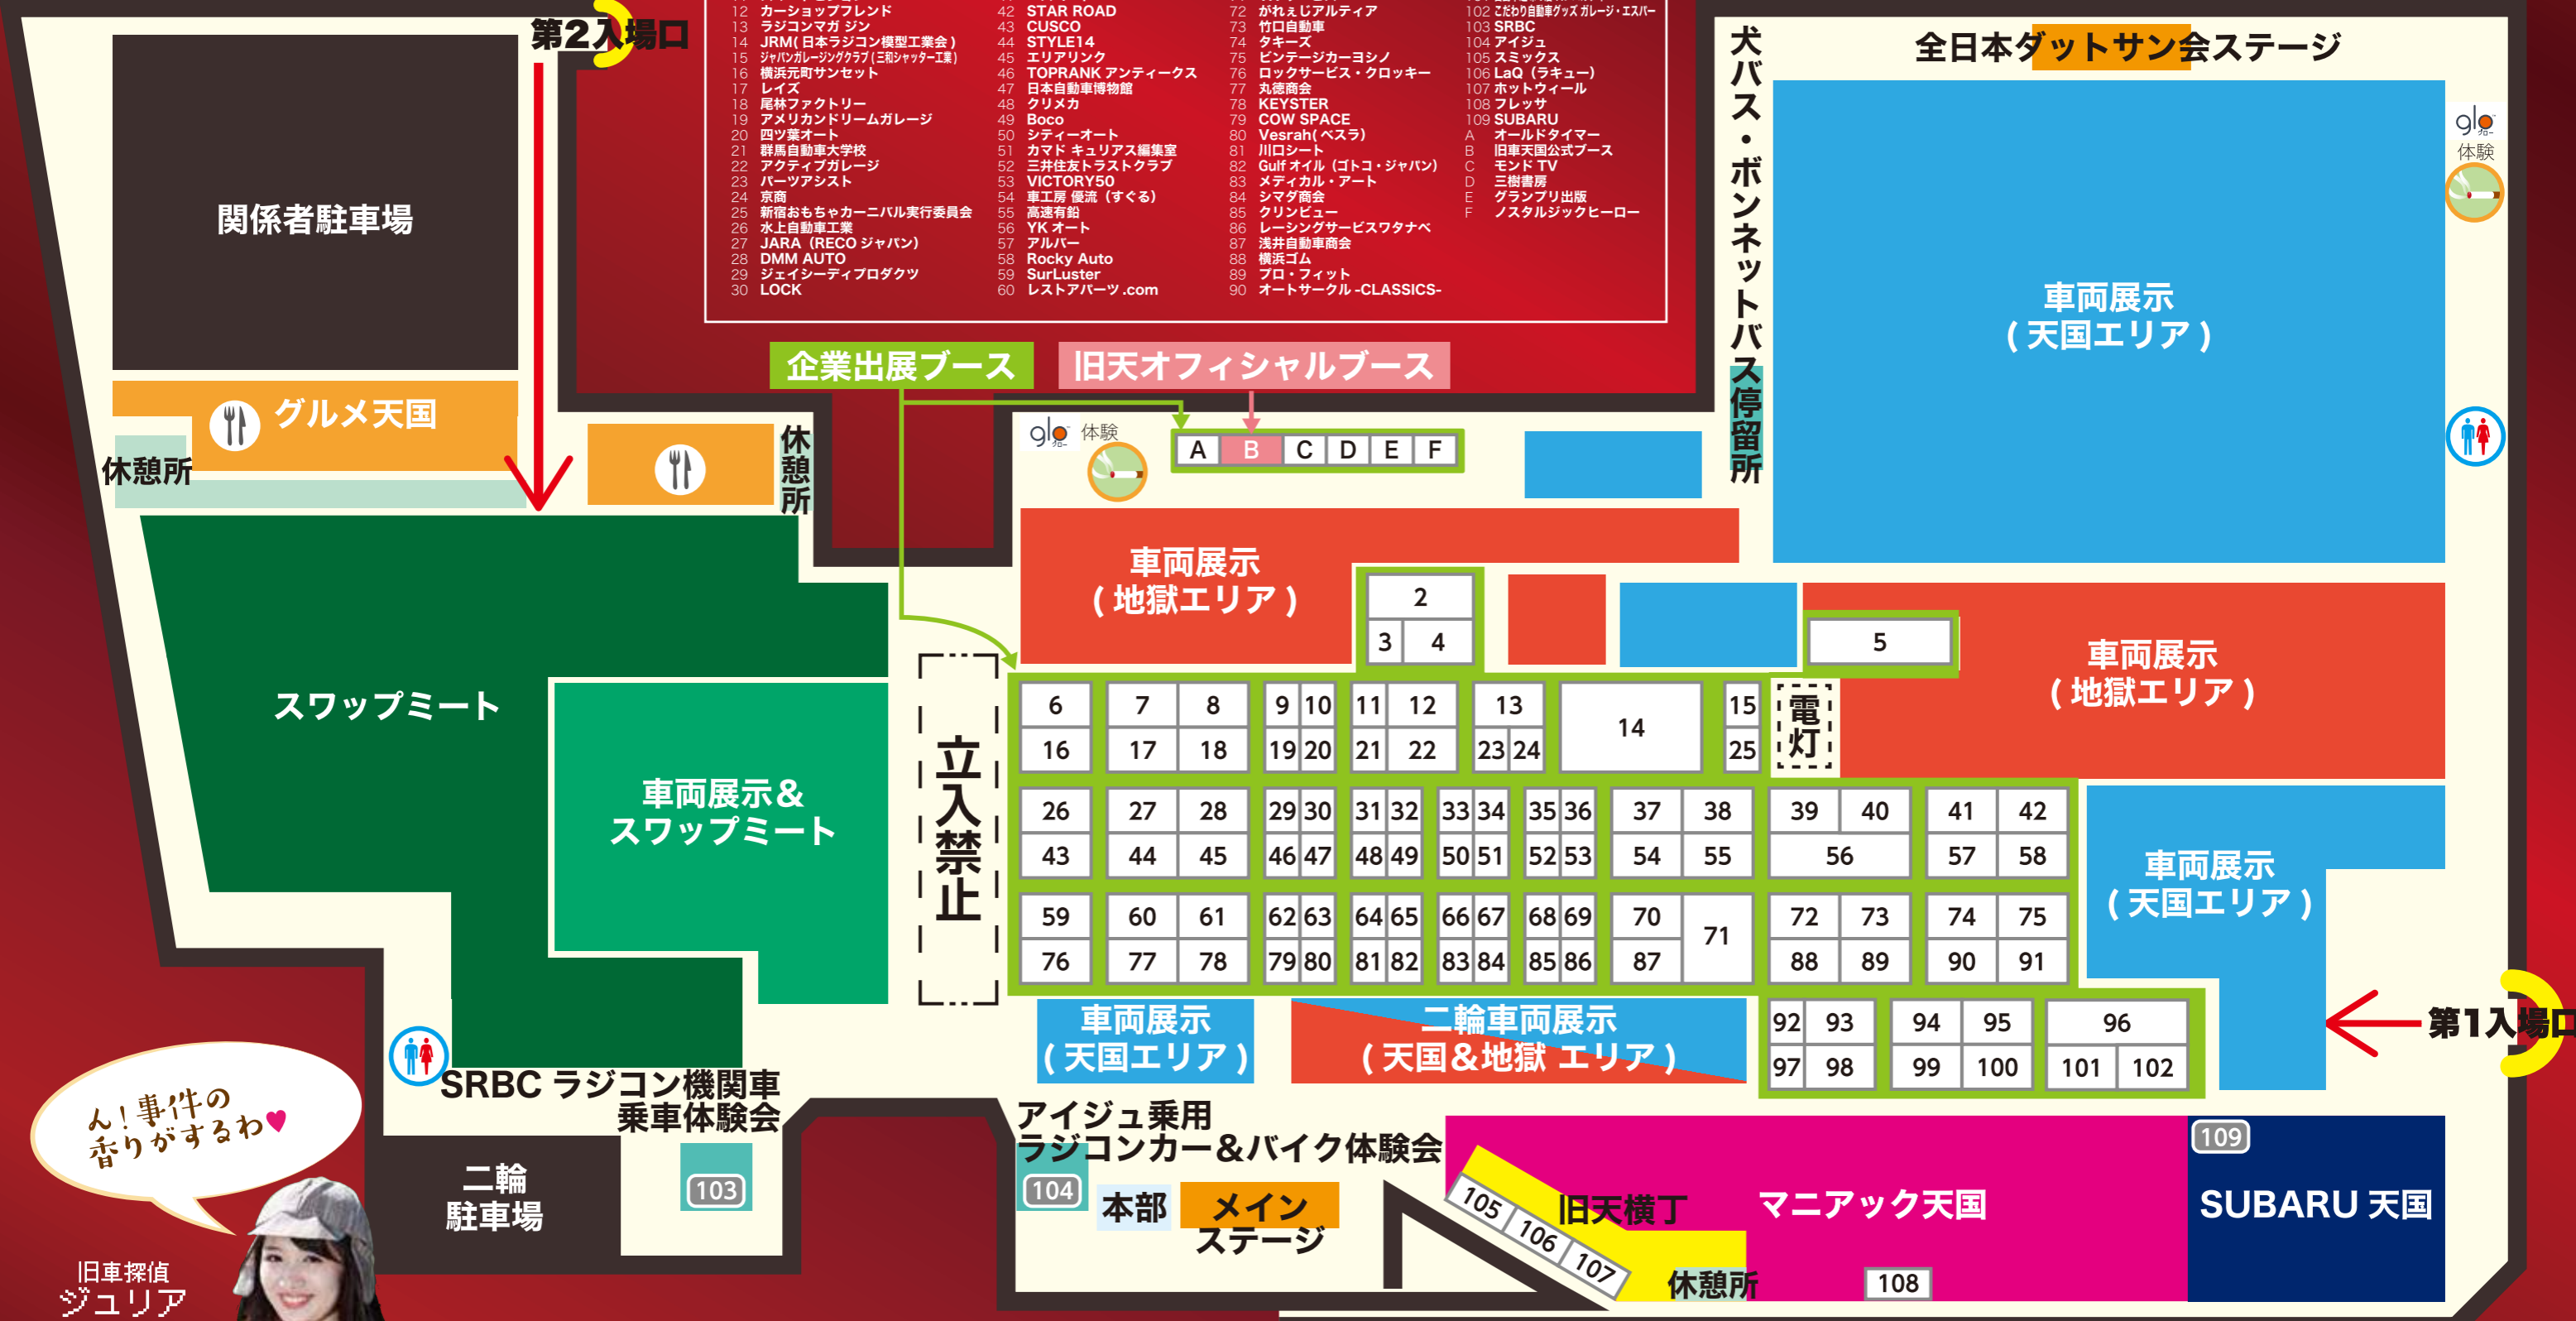 第2入場口
12 カーショップフレンド
13 ラジコンマガジン
14 JRM(日本ラジコン模型工業会)
15 ジャパンガレージングクラブ(三和シャッター工業)
16 横浜元町サンセット
17 レイズ
18 尾林ファクトリー
19 アメリカンドリームガレージ
20 四ツ葉オート
21 群馬自動車大学校
22 アクティブガレージ
23 パーツアシスト
24 京商
25 新宿おもちゃカーニバル実行委員会
26 水上自動車工業
27 JARA（RECO ジャパン）
28 DMM AUTO
29 ジェイシーディプロダクツ
30 LOCK
42 STAR ROAD
43 CUSCO
44 STYLE14
45 エリアリンク
46 TOPRANK アンティークス
47 日本自動車博物館
48 クリメカ
49 Boco
50 シティーオート
51 カマド キュリアス編集室
52 三井住友トラストクラブ
53 VICTORY50
54 車工房 優流（すぐる）
55 高速有鉛
56 YK オート
57 アルバー
58 Rocky Auto
59 SurLuster
60 レストアパーツ.com
72 がれぇじアルティア
73 竹口自動車
74 タキーズ
75 ビンテージカーヨシノ
76 ロックサービス・クロッキー
77 丸徳商会
78 KEYSTER
79 COW SPACE
80 Vesrah(ベスラ)
81 川口シート
82 Gulf オイル（ゴトコ・ジャパン）
83 メディカル・アート
84 シマダ商会
85 クリンビュー
86 レーシングサービスワタナベ
87 浅井自動車商会
88 横浜ゴム
89 プロ・フィット
90 オートサークル -CLASSICS-
102 こだわり自動車グッズ ガレージ・エスパー
103 SRBC
104 アイジュ
105 スミックス
106 LaQ（ラキュー）
107 ホットウィール
108 フレッサ
109 SUBARU
A オールドタイマー
B 旧車天国公式ブース
C モンド TV
D 三樹書房
E グランプリ出版
F ノスタルジックヒーロー
犬バス・ボンネットバス停留所
全日本ダットサン会ステージ
glo
グロー
体験
関係者駐車場
車両展示
(天国エリア)
企業出展ブース
旧天オフィシャルブース
グルメ天国
休憩所
休憩所
glo
グロー
体験
A B C D E F
車両展示
(地獄エリア)
2
3 4
5
車両展示
(地獄エリア)
スワップミート
車両展示&
スワップミート
立入禁止
6 7 8 9 10 11 12 13 14 15
電灯
16 17 18 19 20 21 22 23 24 25
26 27 28 29 30 31 32 33 34 35 36 37 38 39 40 41 42
43 44 45 46 47 48 49 50 51 52 53 54 55 56 57 58
車両展示
(天国エリア)
59 60 61 62 63 64 65 66 67 68 69 70 71 72 73 74 75
76 77 78 79 80 81 82 83 84 85 86 87 88 89 90 91
車両展示
(天国エリア)
二輪車両展示
(天国&地獄 エリア)
92 93 94 95 96
97 98 99 100 101 102
第1入場口
SRBC ラジコン機関車
乗車体験会
103
二輪
駐車場
アイジュ乗用
ラジコンカー&バイク体験会
104
本部
メイン
ステージ
105 106 107
旧天横丁
休憩所
マニアック天国
108
109
SUBARU 天国
ん!事件の
香りがするわ♥
旧車探偵
ジュリア